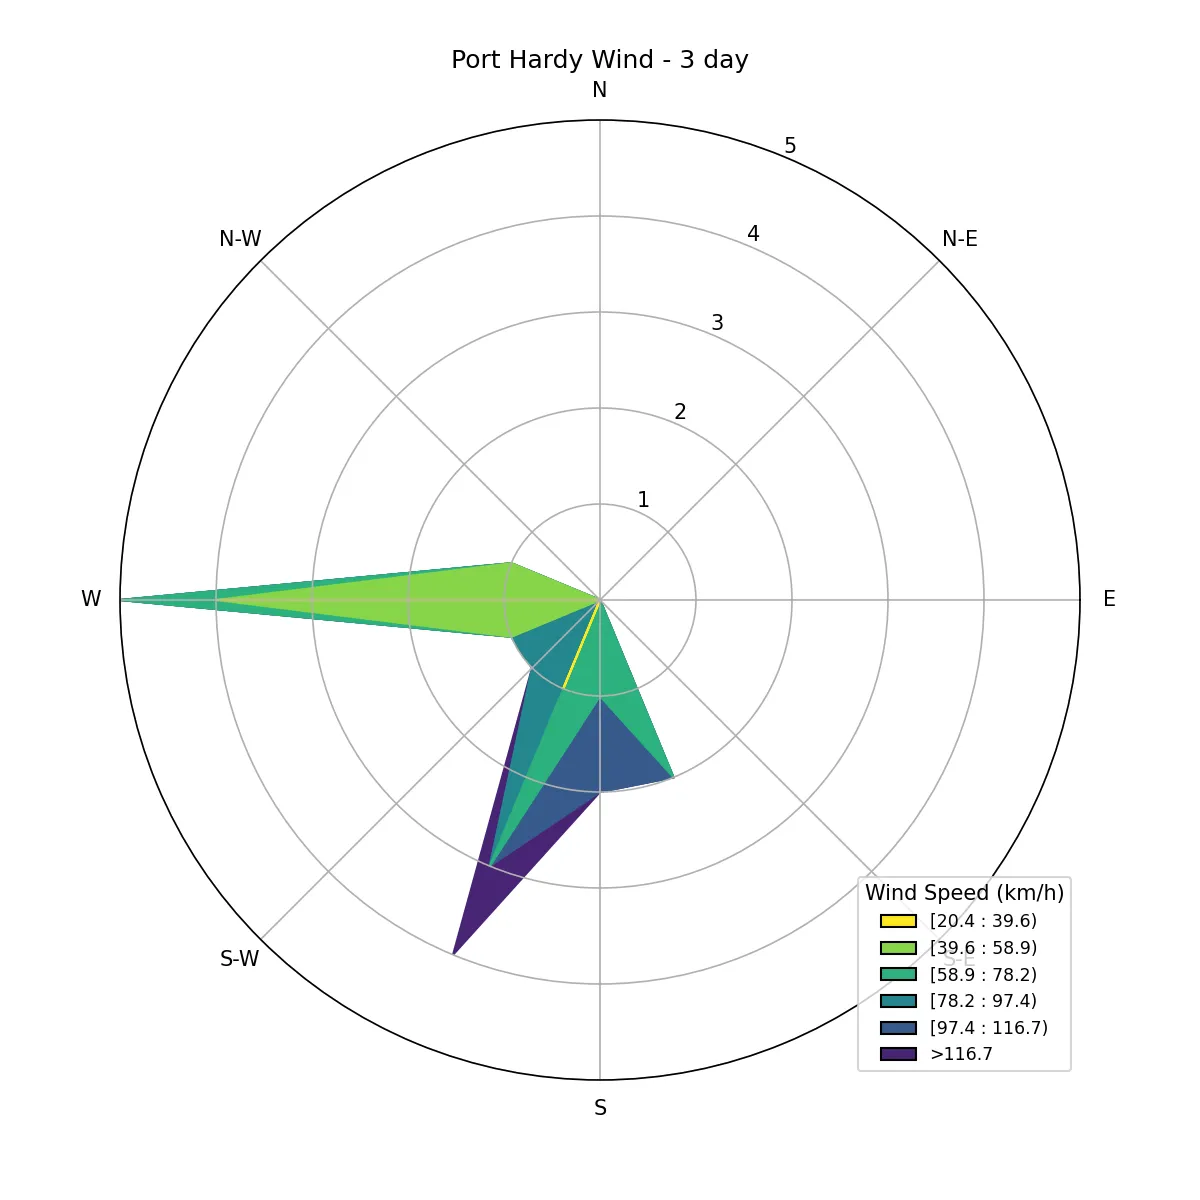 Port Hardy Wind - 3 day
N
5
N-W
N-E
4
3
2
1
W
E
Wind Speed (km/h)
[20.4 : 39.6)
[39.6 : 58.9)
S-W
S-E
[58.9 : 78.2)
[78.2 : 97.4)
[97.4 : 116.7)
>116.7
S